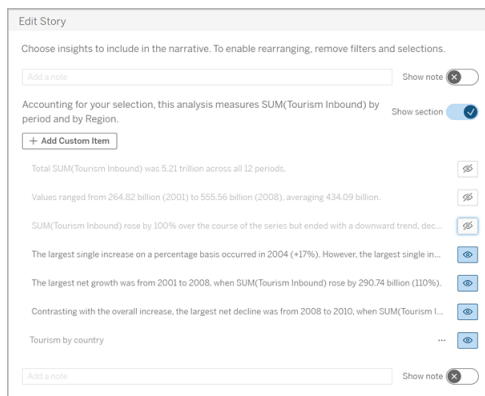 Edit Story
Choose insights to include in the narrative. To enable rearranging, remove filters and selections.
Add a note
Show note
Accounting for your selection, this analysis measures SUM(Tourism Inbound) by
period and by Region.
Show section
+ Add Custom Item
Total SUM(Tourism Inbound) was 5.21 trillion across all 12 periods.
Values ranged from 264.82 billion (2001) to 555.56 billion (2008), averaging 434.09 billion.
SUM(Tourism Inbound) rose by 100% over the course of the series but ended with a downward trend, dec...
The largest single increase on a percentage basis occurred in 2004 (+17%). However, the largest single in...
The largest net growth was from 2001 to 2008, when SUM(Tourism Inbound) rose by 290.74 billion (110%).
Contrasting with the overall increase, the largest net decline was from 2008 to 2010, when SUM(Tourism I...
Tourism by country
...
Add a note
Show note